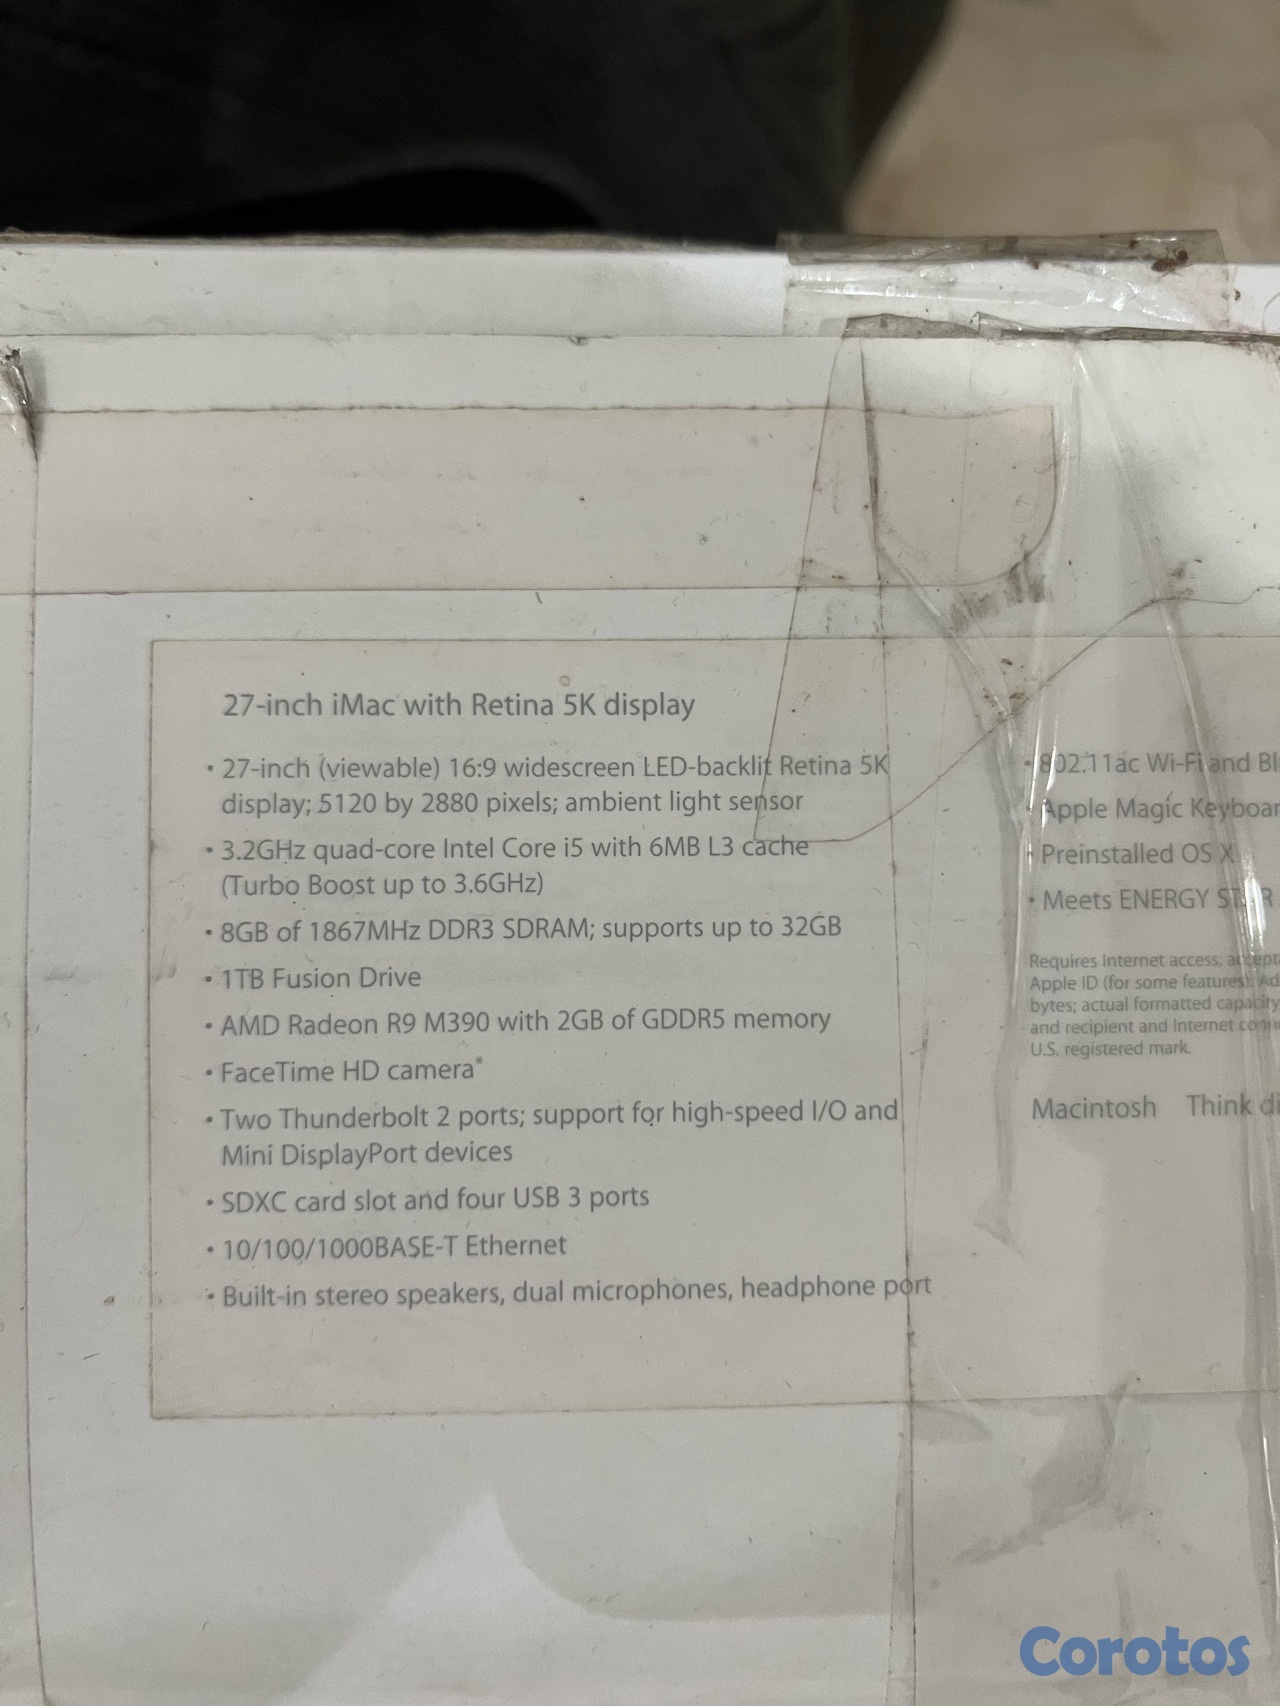 27-inch iMac with Retina 5K display
• 27-inch (viewable) 16:9 widescreen LED-backlit Retina 5K
display; 5120 by 2880 pixels; ambient light sensor
• 3.2GHz quad-core Intel Core i5 with 6MB L3 cache
(Turbo Boost up to 3.6GHz)
• 8GB of 1867MHz DDR3 SDRAM; supports up to 32GB
• 1TB Fusion Drive
• AMD Radeon R9 M390 with 2GB of GDDR5 memory
• FaceTime HD camera*
• Two Thunderbolt 2 ports; support for high-speed I/O and
Mini DisplayPort devices
• SDXC card slot and four USB 3 ports
• 10/100/1000BASE-T Ethernet
• Built-in stereo speakers, dual microphones, headphone port
• 802.11ac Wi-Fi and
• Apple Magic
• Preinstalled OS X
• Meets ENERGY
Requires Internet access;
Apple ID (for some features).
bytes; actual formatted capacity
and recipient and Internet
U.S. registered mark.
Macintosh Think
Corotos